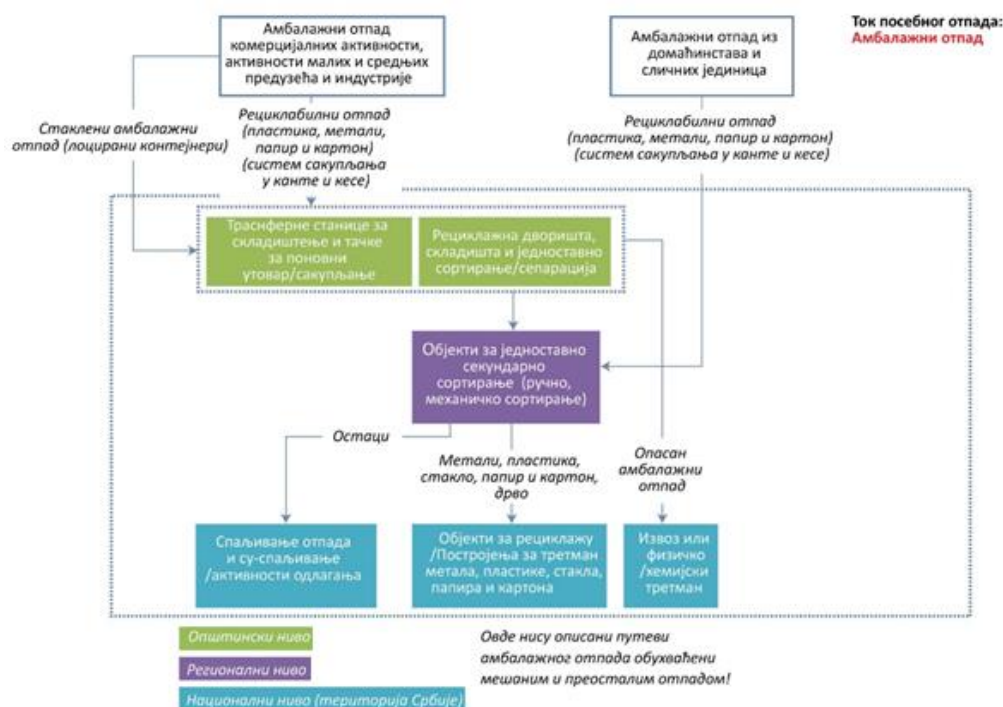 Ток посебног отпада:
Амбалажни отпад
Амбалажни отпад
комерцијалних активности,
активности малих и средњих
предузећа и индустрије
Амбалажни отпад из
домаћинстава и
сличних јединица
Стаклени амбалажни
отпад (лоцирани контејнери)
Рециклабилни отпад
(пластика, метали,
папир и картон)
(систем сакупљања
у канте и кесе)
Рециклабилни отпад
(пластика, метали, папир и картон)
(систем сакупљања у канте и кесе)
Траснферне станице за
складиштење и тачке
за поновни
утовар/сакупљање
Рециклажна дворишта,
складишта и једноставно
сортирање/сепарација
Објекти за једноставно
секундарно
сортирање (ручно,
механичко сортирање)
Остаци
Метали, пластика,
стакло, папир и картон,
дрво
Опасан
амбалажни
отпад
Спаљивање отпада
и су-спаљивање
/активности одлагања
Објекти за рециклажу
/Постројења за третман
метала, пластике, стакла,
папира и картона
Извоз или
физичко
/хемијски
третман
Општински ниво
Регионални ниво
Национални ниво (територија Србије)
Овде нису описани путеви
амбалажног отпада обухваћени
мешаним и преосталим отпадом!